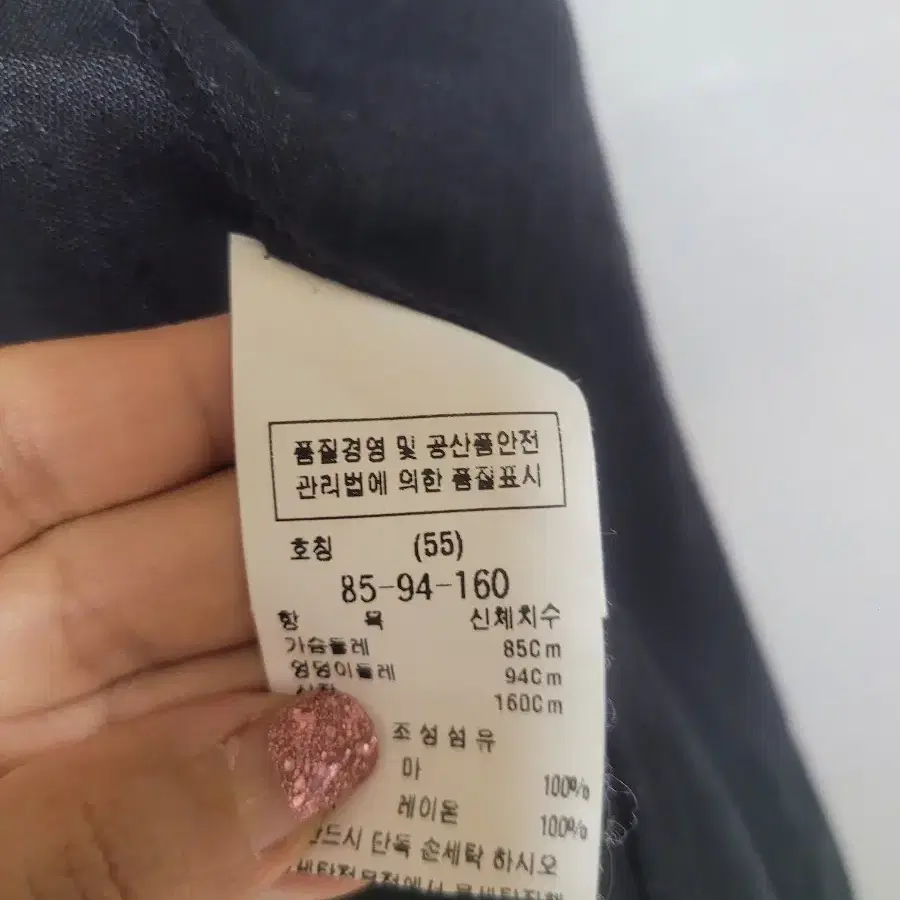 품질경영 및 공산품안전
관리법에 의한 품질표시
호칭 (55)
85-94-160
항 목 신체치수
가슴둘레 85Cm
엉덩이둘레 94Cm
160Cm
조성섬유
마 100%
레이온 100%
단독 손세탁 하시오